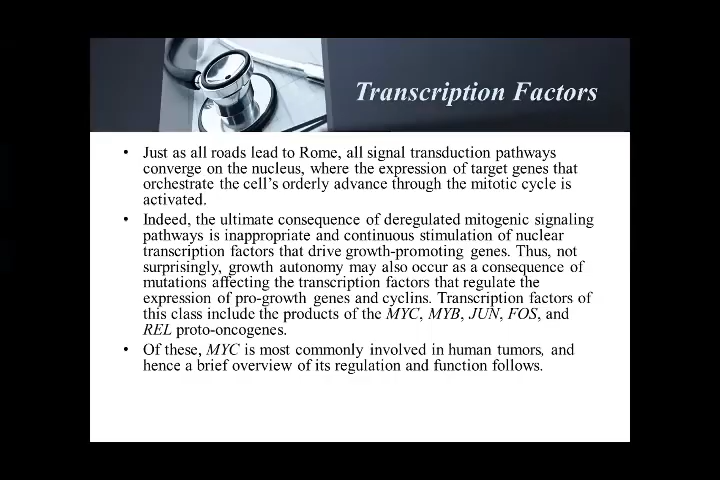 Transcription Factors
• Just as all roads lead to Rome, all signal transduction pathways
converge on the nucleus, where the expression of target genes that
orchestrate the cell's orderly advance through the mitotic cycle is
activated.
• Indeed, the ultimate consequence of deregulated mitogenic signaling
pathways is inappropriate and continuous stimulation of nuclear
transcription factors that drive growth-promoting genes. Thus, not
surprisingly, growth autonomy may also occur as a consequence of
mutations affecting the transcription factors that regulate the
expression of pro-growth genes and cyclins. Transcription factors of
this class include the products of the MYC, MYB, JUN, FOS, and
REL proto-oncogenes.
• Of these, MYC is most commonly involved in human tumors, and
hence a brief overview of its regulation and function follows.